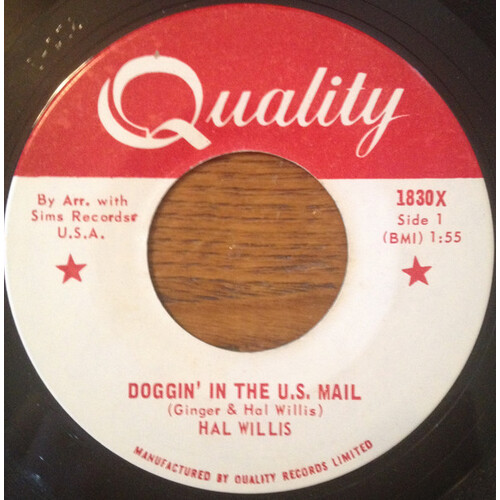 Quality
By Arr. with
Sims Records
U.S.A.
1830X
Side 1
(BMI) 1:55
DOGGIN' IN THE U.S. MAIL
(Ginger & Hal Willis)
HAL WILLIS
MANUFACTURED BY QUALITY RECORDS LIMITED